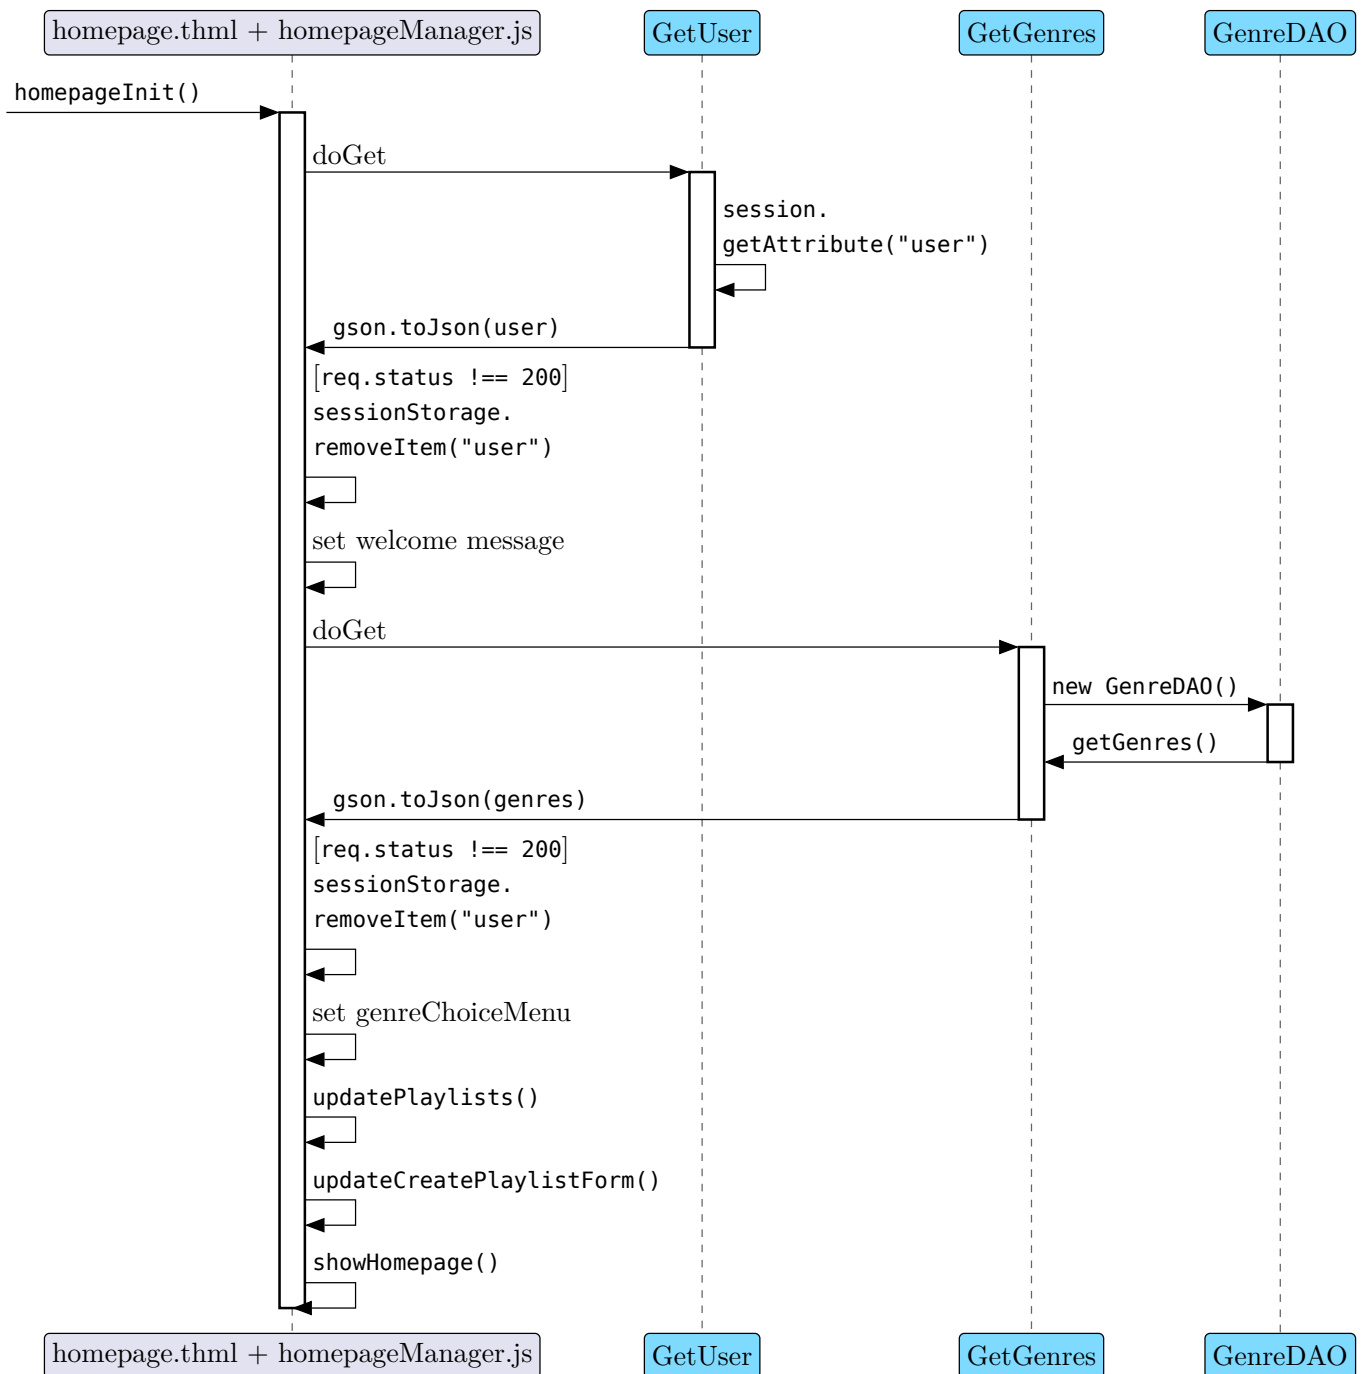 homepage.thml + homepageManager.js
GetUser
GetGenres
GenreDAO
homepageInit()
doGet
session.
getAttribute("user")
gson.toJson(user)
[req.status !== 200]
sessionStorage.
removeItem("user")
set welcome message
doGet
new GenreDAO()
getGenres()
gson.toJson(genres)
[req.status !== 200]
sessionStorage.
removeItem("user")
set genreChoiceMenu
updatePlaylists()
updateCreatePlaylistForm()
showHomepage()
homepage.thml + homepageManager.js
GetUser
GetGenres
GenreDAO